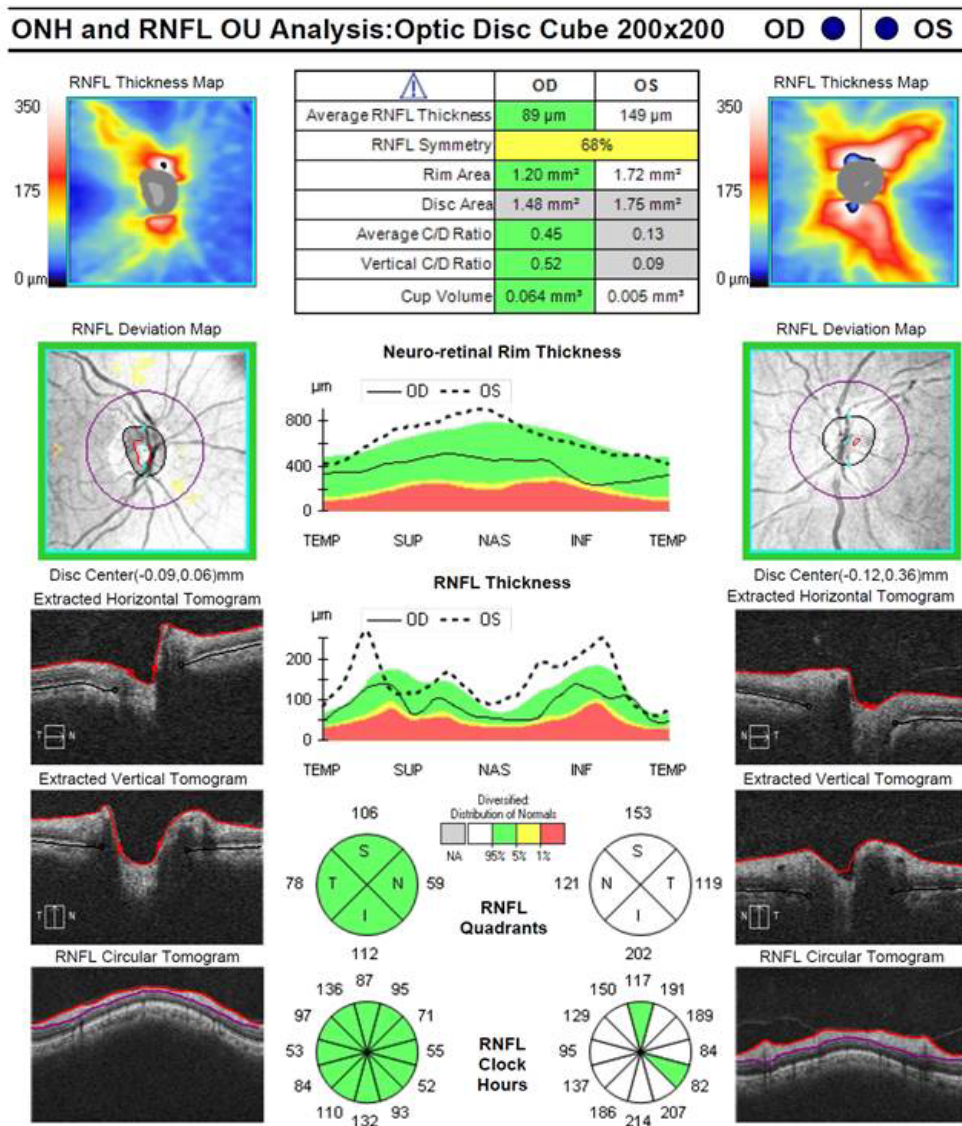 ONH and RNFL OU Analysis:Optic Disc Cube 200x200 OD OS
RNFL Thickness Map
350
175
0 µm
OD OS
Average RNFL Thickness 89 µm 149 µm
RNFL Symmetry 68%
Rim Area 1.20 mm² 1.72 mm²
Disc Area 1.48 mm² 1.75 mm²
Average C/D Ratio 0.45 0.13
Vertical C/D Ratio 0.52 0.09
Cup Volume 0.064 mm³ 0.005 mm³
RNFL Thickness Map
350
175
0 µm
RNFL Deviation Map
Disc Center(-0.09,0.06)mm
Neuro-retinal Rim Thickness
µm
OD OS
800
400
0
TEMP SUP NAS INF TEMP
RNFL Deviation Map
Disc Center(-0.12,0.36)mm
Extracted Horizontal Tomogram
T N
RNFL Thickness
µm
OD OS
200
100
0
TEMP SUP NAS INF TEMP
Extracted Horizontal Tomogram
T N
Extracted Vertical Tomogram
T N
106
S
78 T N 59
I
112
Diversified:
Distribution of Normals
NA 95% 5% 1%
RNFL
Quadrants
153
S
121 N T 119
I
202
Extracted Vertical Tomogram
T N
RNFL Circular Tomogram
136 87 95
97 71
53 55
84 52
110 132 93
RNFL
Clock
Hours
150 117 191
129 189
95 84
137 82
186 214 207
RNFL Circular Tomogram